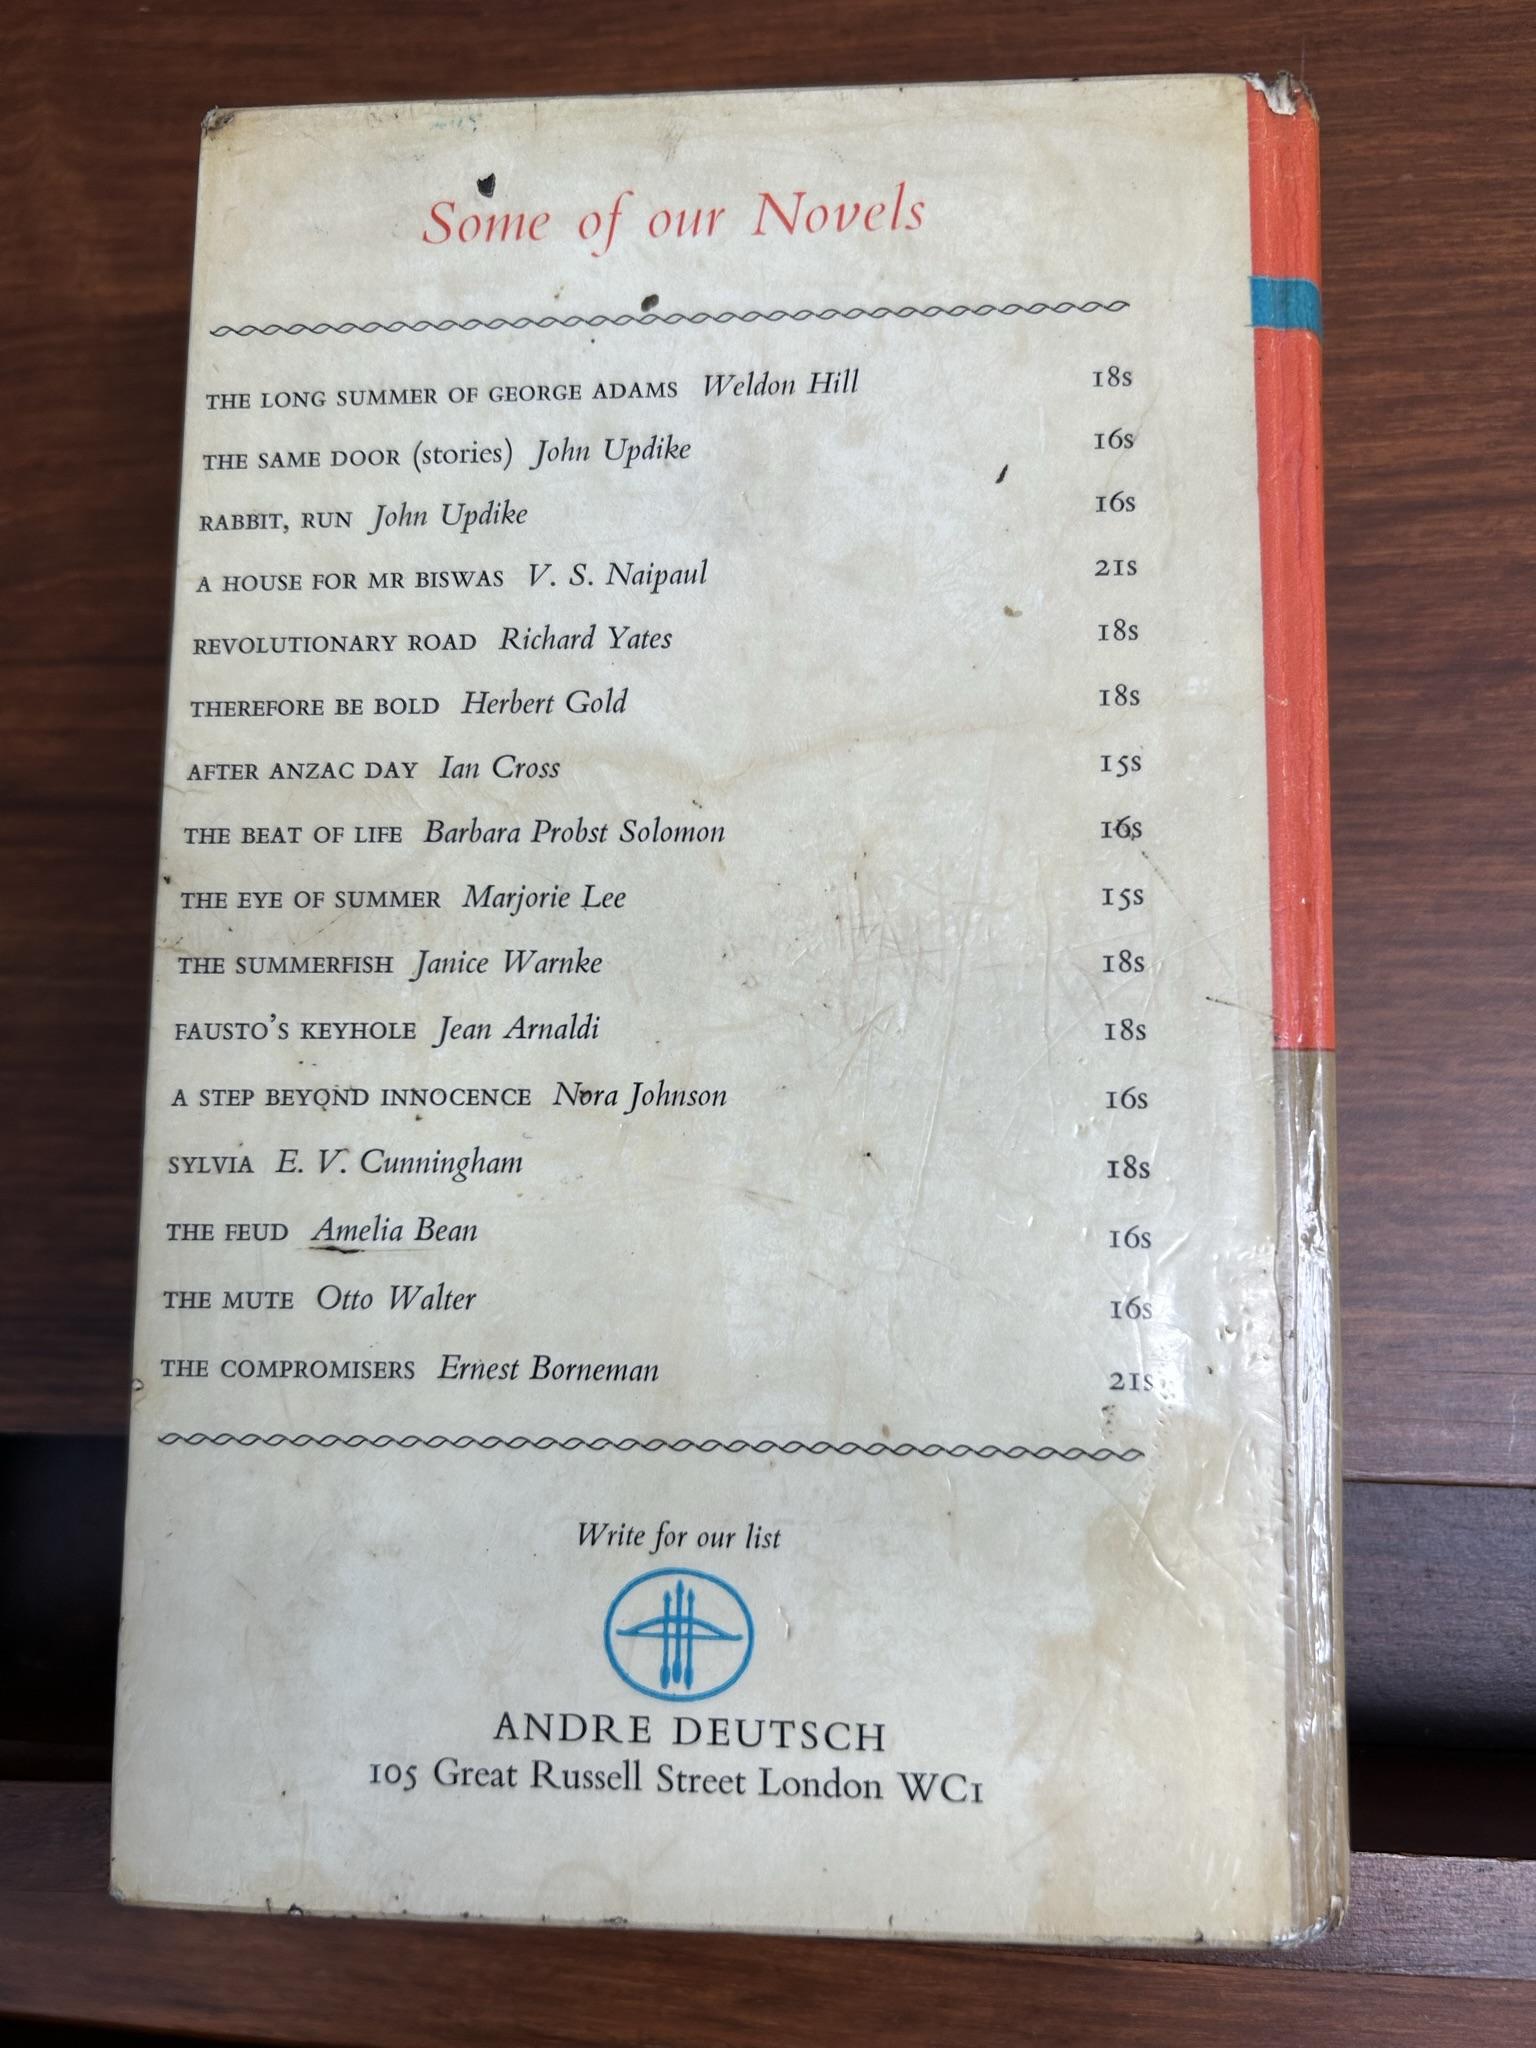 Some of our Novels
THE LONG SUMMER OF GEORGE ADAMS Weldon Hill 18s
THE SAME DOOR (stories) John Updike 16s
RABBIT, RUN John Updike 16s
A HOUSE FOR MR BISWAS V. S. Naipaul 21s
REVOLUTIONARY ROAD Richard Yates 18s
THEREFORE BE BOLD Herbert Gold 18s
AFTER ANZAC DAY Ian Cross 15s
THE BEAT OF LIFE Barbara Probst Solomon 16s
THE EYE OF SUMMER Marjorie Lee 15s
THE SUMMERFISH Janice Warnke 18s
FAUSTO'S KEYHOLE Jean Arnaldi 18s
A STEP BEYOND INNOCENCE Nora Johnson 16s
SYLVIA E. V. Cunningham 18s
THE FEUD Amelia Bean 16s
THE MUTE Otto Walter 16s
THE COMPROMISERS Ernest Borneman 21s
Write for our list
ANDRE DEUTSCH
105 Great Russell Street London WC1